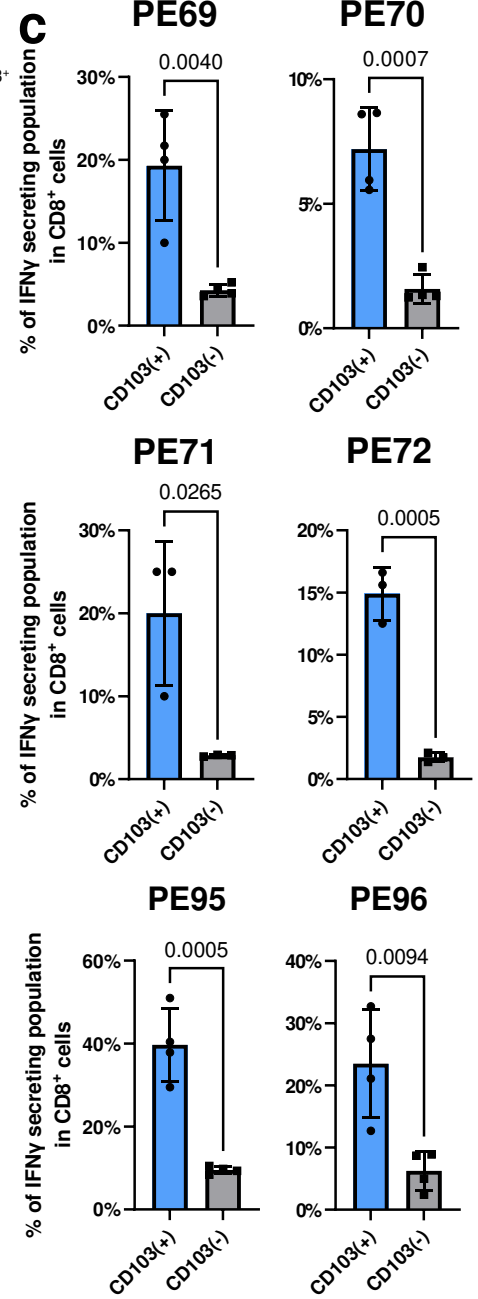 C
PE69
PE70
8⁺
% of IFNγ secreting population
in CD8⁺ cells
30%
20%
10%
0%
0.0040
CD103(+)
CD103(-)
10%
5%
0%
0.0007
CD103(+)
CD103(-)
PE71
PE72
% of IFNγ secreting population
in CD8⁺ cells
30%
20%
10%
0%
0.0265
CD103(+)
CD103(-)
20%
15%
10%
5%
0%
0.0005
CD103(+)
CD103(-)
PE95
PE96
% of IFNγ secreting population
in CD8⁺ cells
60%
40%
20%
0%
0.0005
CD103(+)
CD103(-)
40%
30%
20%
10%
0%
0.0094
CD103(+)
CD103(-)